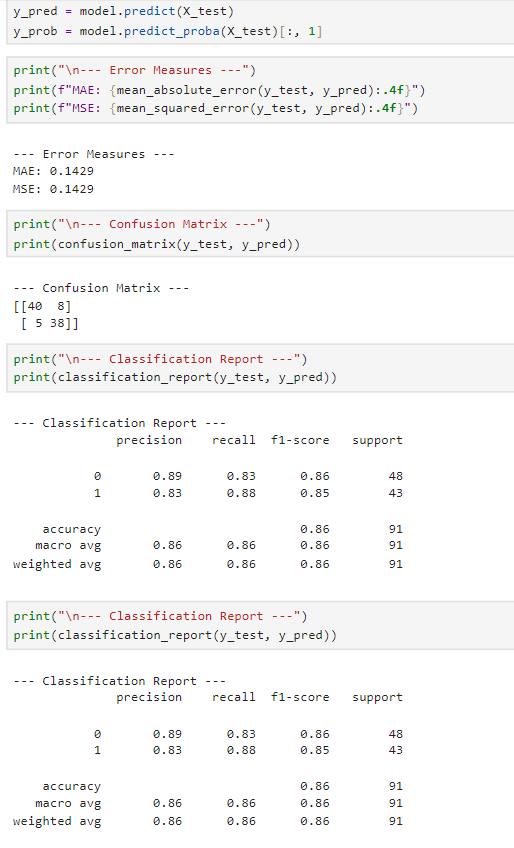 y_pred = model.predict(X_test)
y_prob = model.predict_proba(X_test)[:, 1]
print("\n--- Error Measures ---")
print(f"MAE: {mean_absolute_error(y_test, y_pred):.4f}")
print(f"MSE: {mean_squared_error(y_test, y_pred):.4f}")
--- Error Measures ---
MAE: 0.1429
MSE: 0.1429
print("\n--- Confusion Matrix ---")
print(confusion_matrix(y_test, y_pred))
--- Confusion Matrix ---
[[40  8]
 [ 5 38]]
print("\n--- Classification Report ---")
print(classification_report(y_test, y_pred))
--- Classification Report ---
              precision    recall  f1-score   support
           0       0.89      0.83      0.86        48
           1       0.83      0.88      0.85        43
    accuracy                           0.86        91
   macro avg       0.86      0.86      0.86        91
weighted avg       0.86      0.86      0.86        91
print("\n--- Classification Report ---")
print(classification_report(y_test, y_pred))
--- Classification Report ---
              precision    recall  f1-score   support
           0       0.89      0.83      0.86        48
           1       0.83      0.88      0.85        43
    accuracy                           0.86        91
   macro avg       0.86      0.86      0.86        91
weighted avg       0.86      0.86      0.86        91